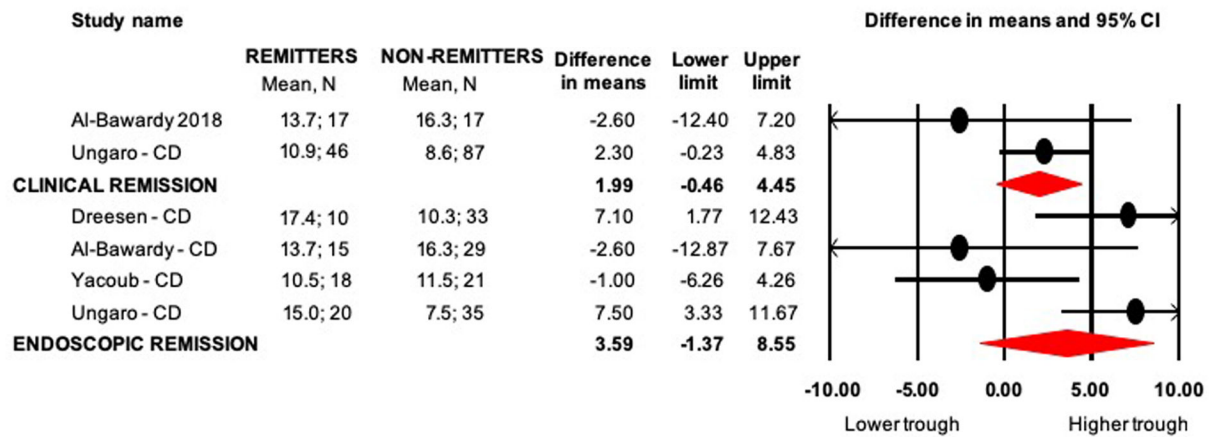 Study name Difference in means and 95% CI
REMITTERS NON-REMITTERS Difference Lower Upper
Mean, N Mean, N in means limit limit
Al-Bawardy 2018 13.7; 17 16.3; 17 -2.60 -12.40 7.20
Ungaro - CD 10.9; 46 8.6; 87 2.30 -0.23 4.83
CLINICAL REMISSION 1.99 -0.46 4.45
Dreesen - CD 17.4; 10 10.3; 33 7.10 1.77 12.43
Al-Bawardy - CD 13.7; 15 16.3; 29 -2.60 -12.87 7.67
Yacoub - CD 10.5; 18 11.5; 21 -1.00 -6.26 4.26
Ungaro - CD 15.0; 20 7.5; 35 7.50 3.33 11.67
ENDOSCOPIC REMISSION 3.59 -1.37 8.55
-10.00 -5.00 0.00 5.00 10.00
Lower trough Higher trough